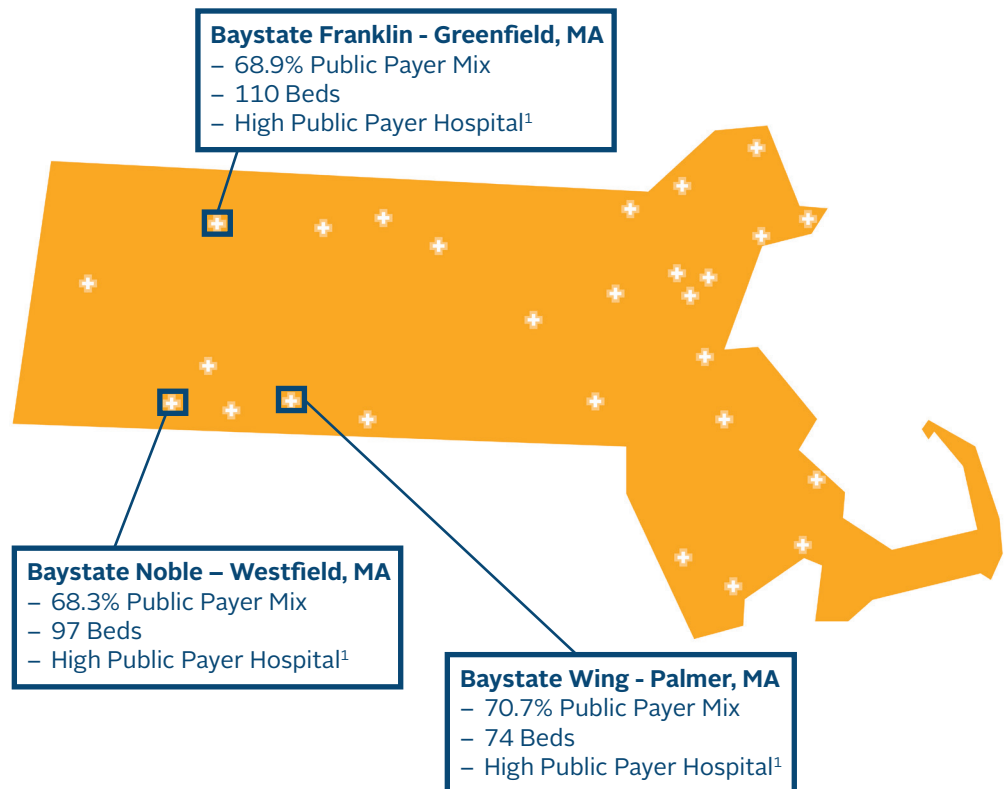 Baystate Franklin - Greenfield, MA
– 68.9% Public Payer Mix
– 110 Beds
– High Public Payer Hospital¹
Baystate Noble – Westfield, MA
– 68.3% Public Payer Mix
– 97 Beds
– High Public Payer Hospital¹
Baystate Wing - Palmer, MA
– 70.7% Public Payer Mix
– 74 Beds
– High Public Payer Hospital¹